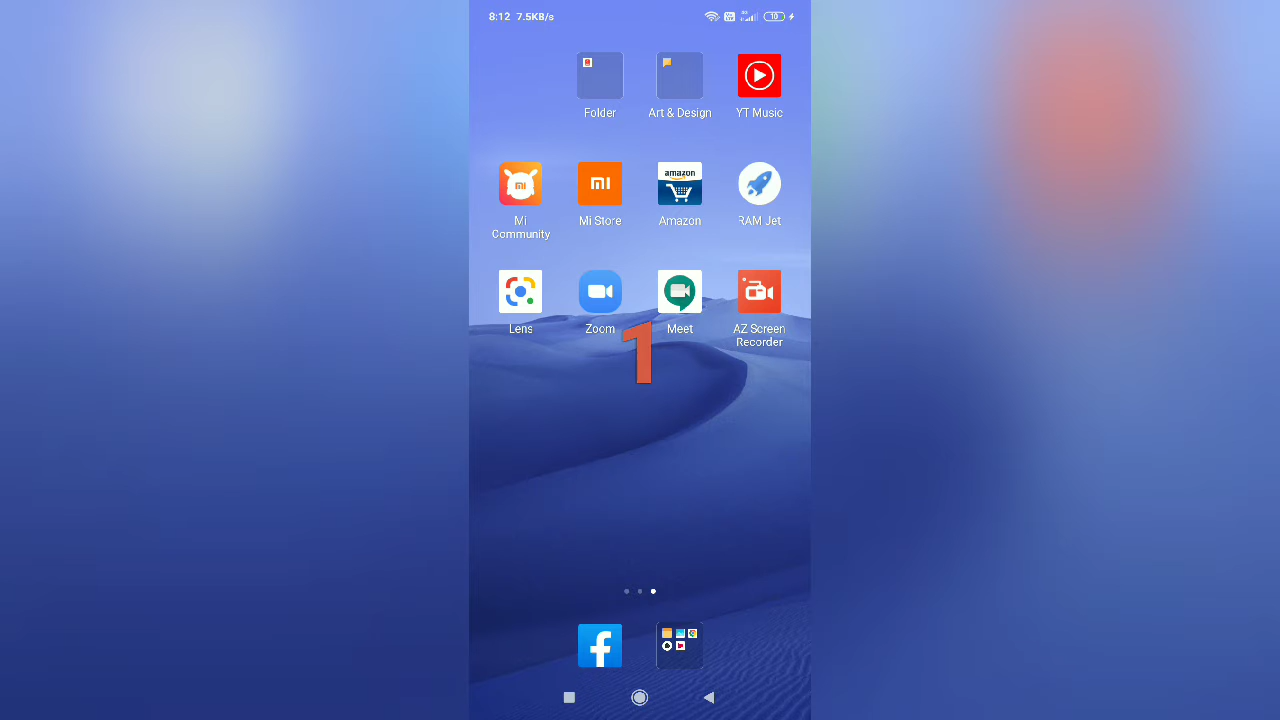 8:12 7.5KB/s
10
Folder
Art & Design
YT Music
amazon
Mi
Community
Mi Store
Amazon
RAM Jet
Lens
Zoom
Meet
AZ Screen
Recorder
1